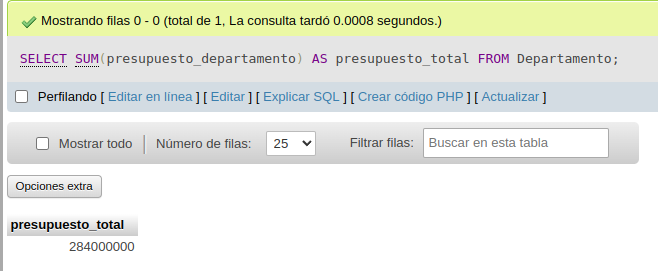 Mostrando filas 0 - 0 (total de 1, La consulta tardó 0.0008 segundos.)
SELECT SUM(presupuesto_departamento) AS presupuesto_total FROM Departamento;
Perfilando [ Editar en línea ] [ Editar ] [ Explicar SQL ] [ Crear código PHP ] [ Actualizar ]
Mostrar todo Número de filas: 25 Filtrar filas: Buscar en esta tabla
Opciones extra
presupuesto_total
284000000